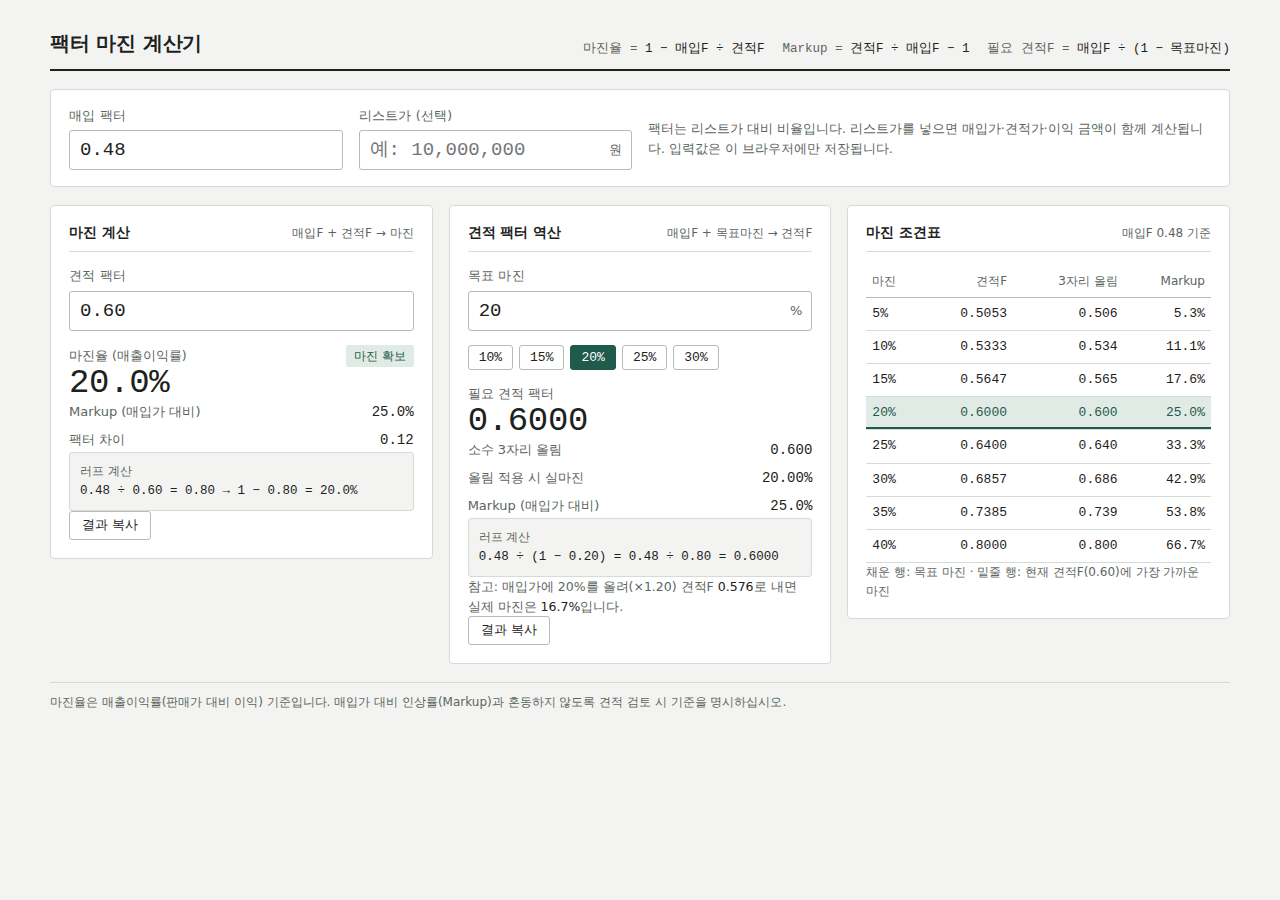 팩터 마진 계산기
마진율 = 1 − 매입F ÷ 견적F Markup = 견적F ÷ 매입F − 1 필요 견적F = 매입F ÷ (1 − 목표마진)
매입 팩터
0.48
리스트가 (선택)
예: 10,000,000 원
팩터는 리스트가 대비 비율입니다. 리스트가를 넣으면 매입가·견적가·이익 금액이 함께 계산됩니
다. 입력값은 이 브라우저에만 저장됩니다.
마진 계산 매입F + 견적F → 마진
견적 팩터
0.60
마진율 (매출이익률) 마진 확보
20.0%
Markup (매입가 대비) 25.0%
팩터 차이 0.12
러프 계산
0.48 ÷ 0.60 = 0.80 → 1 − 0.80 = 20.0%
결과 복사
견적 팩터 역산 매입F + 목표마진 → 견적F
목표 마진
20 %
10% 15% 20% 25% 30%
필요 견적 팩터
0.6000
소수 3자리 올림 0.600
올림 적용 시 실마진 20.00%
Markup (매입가 대비) 25.0%
러프 계산
0.48 ÷ (1 − 0.20) = 0.48 ÷ 0.80 = 0.6000
참고: 매입가에 20%를 올려(×1.20) 견적F 0.576로 내면
실제 마진은 16.7%입니다.
결과 복사
마진 조견표 매입F 0.48 기준
마진 견적F 3자리 올림 Markup
5% 0.5053 0.506 5.3%
10% 0.5333 0.534 11.1%
15% 0.5647 0.565 17.6%
20% 0.6000 0.600 25.0%
25% 0.6400 0.640 33.3%
30% 0.6857 0.686 42.9%
35% 0.7385 0.739 53.8%
40% 0.8000 0.800 66.7%
채운 행: 목표 마진 · 밑줄 행: 현재 견적F(0.60)에 가장 가까운
마진
마진율은 매출이익률(판매가 대비 이익) 기준입니다. 매입가 대비 인상률(Markup)과 혼동하지 않도록 견적 검토 시 기준을 명시하십시오.